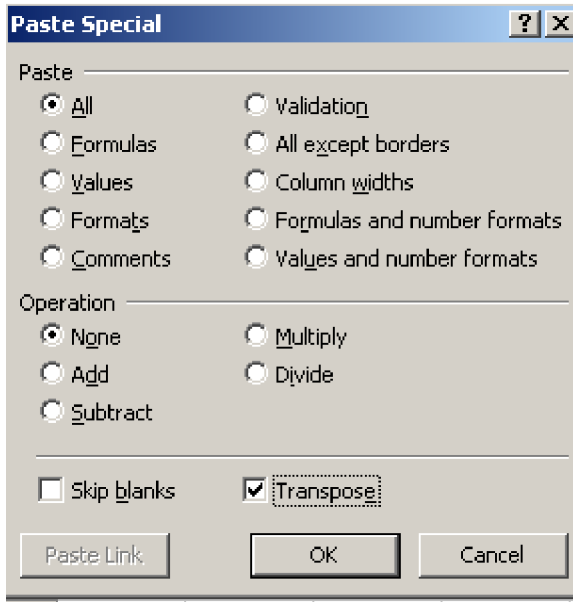 Paste Special
Paste
All
Validation
Formulas
All except borders
Values
Column widths
Formats
Formulas and number formats
Comments
Values and number formats
Operation
None
Multiply
Add
Divide
Subtract
Skip blanks
Transpose
Paste Link
OK
Cancel